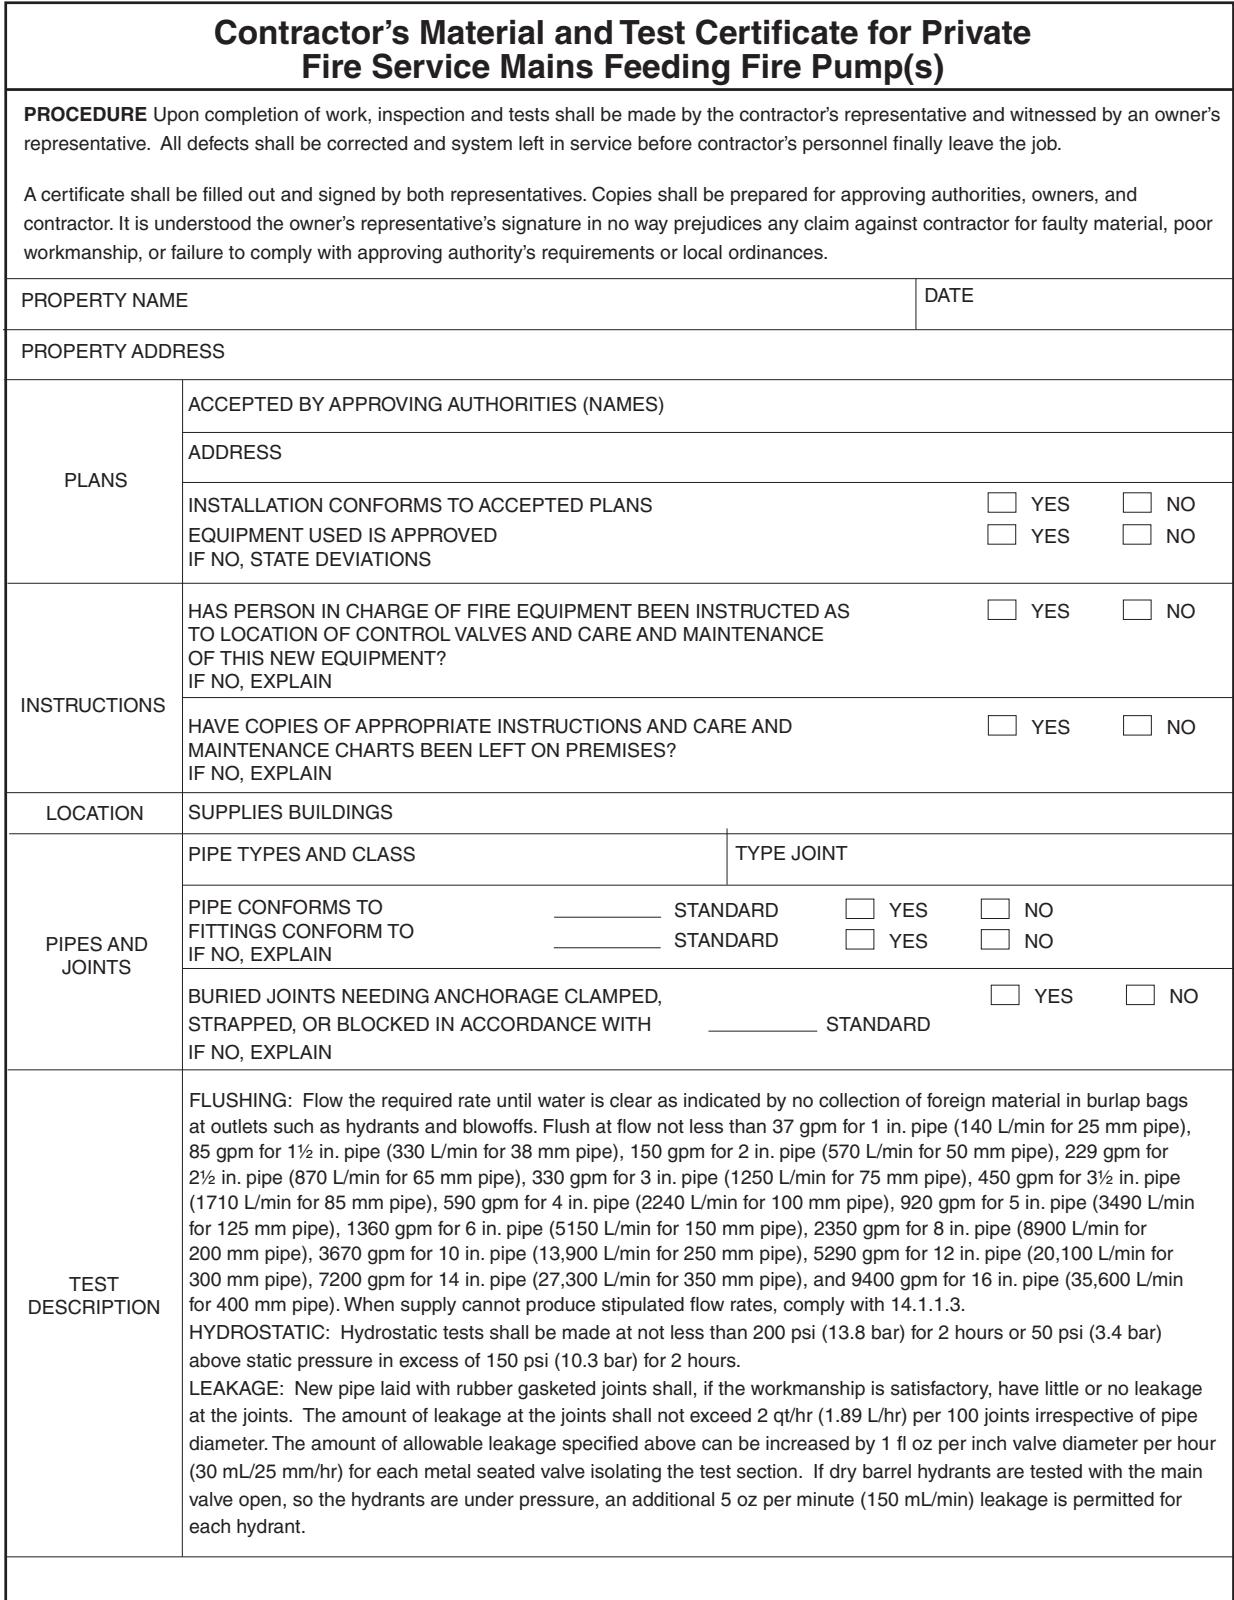 Contractor's Material and Test Certificate for Private
Fire Service Mains Feeding Fire Pump(s)
PROCEDURE Upon completion of work, inspection and tests shall be made by the contractor's representative and witnessed by an owner's
representative. All defects shall be corrected and system left in service before contractor's personnel finally leave the job.
A certificate shall be filled out and signed by both representatives. Copies shall be prepared for approving authorities, owners, and
contractor. It is understood the owner's representative's signature in no way prejudices any claim against contractor for faulty material, poor
workmanship, or failure to comply with approving authority's requirements or local ordinances.
PROPERTY NAME
DATE
PROPERTY ADDRESS
PLANS
ACCEPTED BY APPROVING AUTHORITIES (NAMES)
ADDRESS
INSTALLATION CONFORMS TO ACCEPTED PLANS YES NO
EQUIPMENT USED IS APPROVED YES NO
IF NO, STATE DEVIATIONS
INSTRUCTIONS
HAS PERSON IN CHARGE OF FIRE EQUIPMENT BEEN INSTRUCTED AS YES NO
TO LOCATION OF CONTROL VALVES AND CARE AND MAINTENANCE
OF THIS NEW EQUIPMENT?
IF NO, EXPLAIN
HAVE COPIES OF APPROPRIATE INSTRUCTIONS AND CARE AND YES NO
MAINTENANCE CHARTS BEEN LEFT ON PREMISES?
IF NO, EXPLAIN
LOCATION
SUPPLIES BUILDINGS
PIPES AND
JOINTS
PIPE TYPES AND CLASS
TYPE JOINT
PIPE CONFORMS TO STANDARD YES NO
FITTINGS CONFORM TO STANDARD YES NO
IF NO, EXPLAIN
BURIED JOINTS NEEDING ANCHORAGE CLAMPED, YES NO
STRAPPED, OR BLOCKED IN ACCORDANCE WITH STANDARD
IF NO, EXPLAIN
TEST
DESCRIPTION
FLUSHING: Flow the required rate until water is clear as indicated by no collection of foreign material in burlap bags
at outlets such as hydrants and blowoffs. Flush at flow not less than 37 gpm for 1 in. pipe (140 L/min for 25 mm pipe),
85 gpm for 1½ in. pipe (330 L/min for 38 mm pipe), 150 gpm for 2 in. pipe (570 L/min for 50 mm pipe), 229 gpm for
2½ in. pipe (870 L/min for 65 mm pipe), 330 gpm for 3 in. pipe (1250 L/min for 75 mm pipe), 450 gpm for 3½ in. pipe
(1710 L/min for 85 mm pipe), 590 gpm for 4 in. pipe (2240 L/min for 100 mm pipe), 920 gpm for 5 in. pipe (3490 L/min
for 125 mm pipe), 1360 gpm for 6 in. pipe (5150 L/min for 150 mm pipe), 2350 gpm for 8 in. pipe (8900 L/min for
200 mm pipe), 3670 gpm for 10 in. pipe (13,900 L/min for 250 mm pipe), 5290 gpm for 12 in. pipe (20,100 L/min for
300 mm pipe), 7200 gpm for 14 in. pipe (27,300 L/min for 350 mm pipe), and 9400 gpm for 16 in. pipe (35,600 L/min
for 400 mm pipe). When supply cannot produce stipulated flow rates, comply with 14.1.1.3.
HYDROSTATIC: Hydrostatic tests shall be made at not less than 200 psi (13.8 bar) for 2 hours or 50 psi (3.4 bar)
above static pressure in excess of 150 psi (10.3 bar) for 2 hours.
LEAKAGE: New pipe laid with rubber gasketed joints shall, if the workmanship is satisfactory, have little or no leakage
at the joints. The amount of leakage at the joints shall not exceed 2 qt/hr (1.89 L/hr) per 100 joints irrespective of pipe
diameter. The amount of allowable leakage specified above can be increased by 1 fl oz per inch valve diameter per hour
(30 mL/25 mm/hr) for each metal seated valve isolating the test section. If dry barrel hydrants are tested with the main
valve open, so the hydrants are under pressure, an additional 5 oz per minute (150 mL/min) leakage is permitted for
each hydrant.